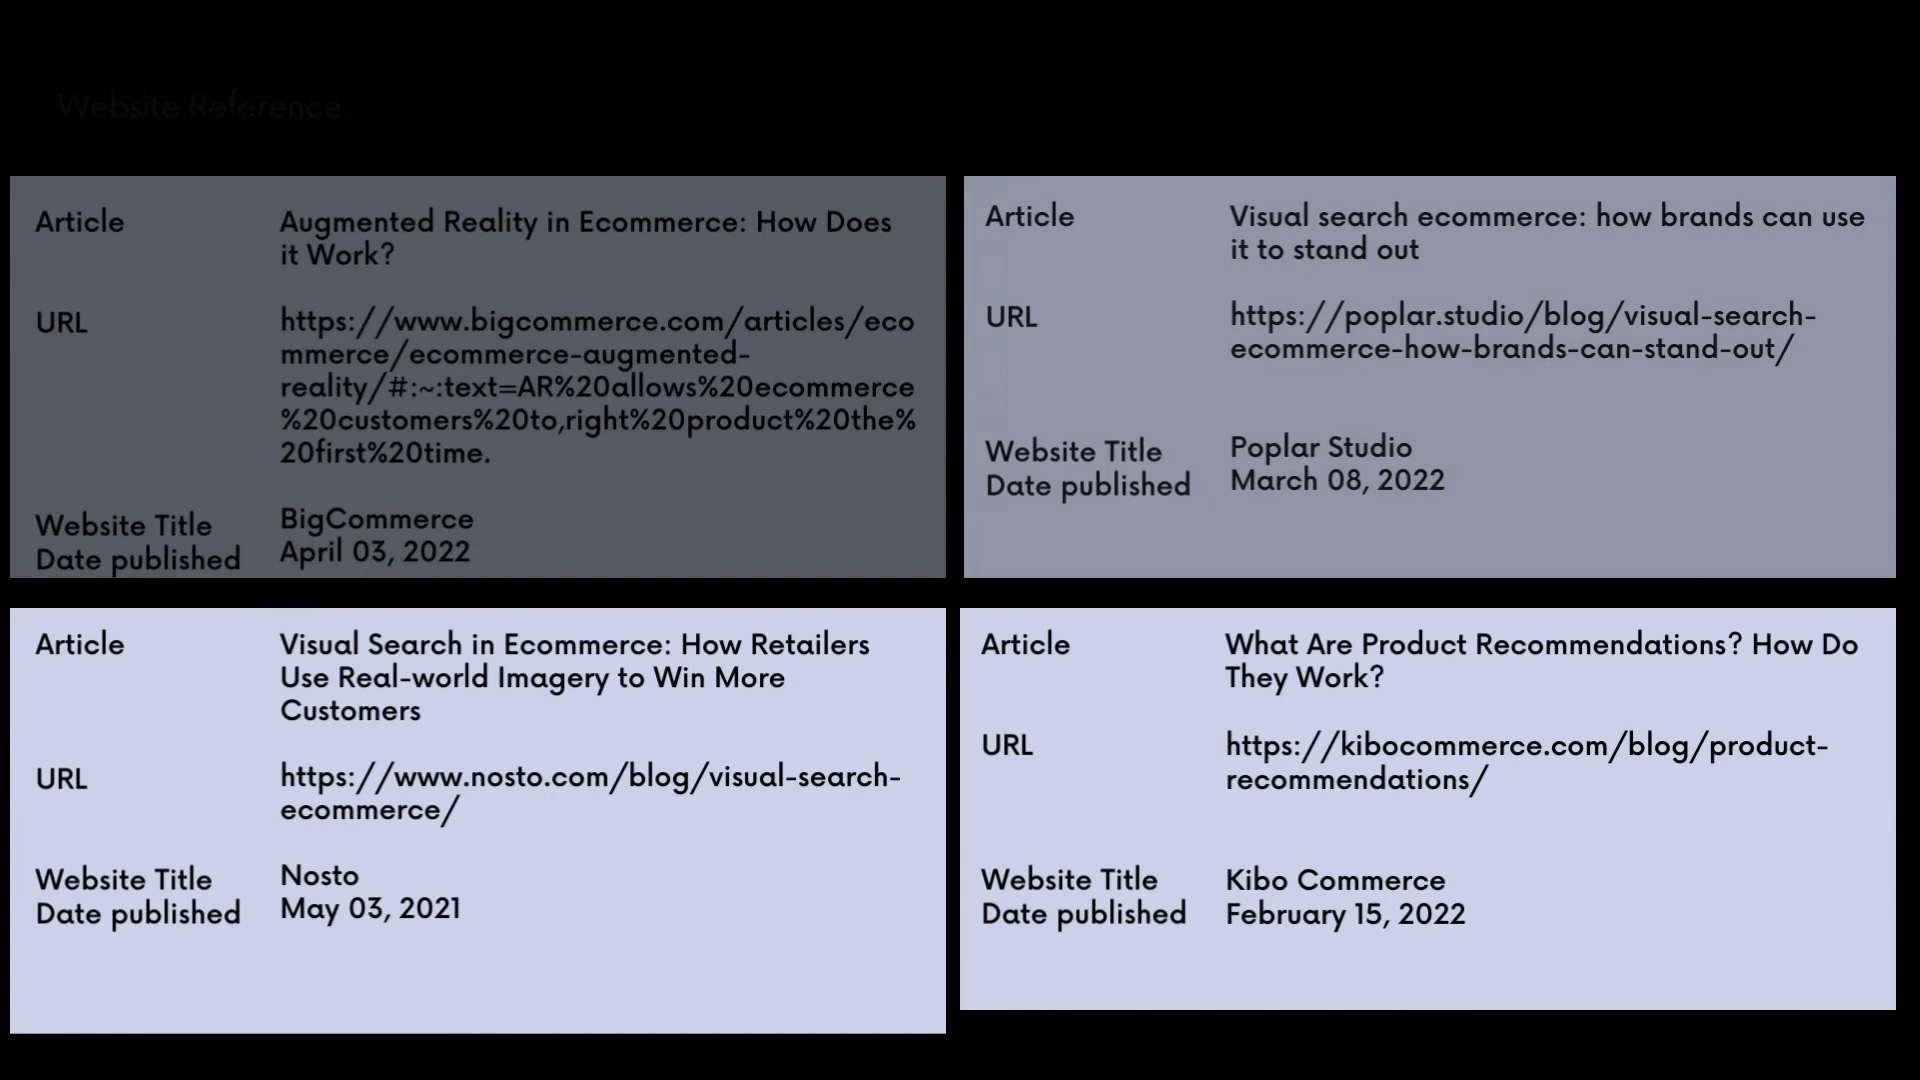 Website Reference.
Article
Augmented Reality in Ecommerce: How Does
it Work?
URL
https://www.bigcommerce.com/articles/eco
mmerce/ecommerce-augmented-
reality/#:~:text=AR%20allows%20ecommerce
%20customers%20to,right%20product%20the%
20first%20time.
Website Title
BigCommerce
Date published
April 03, 2022
Article
Visual search ecommerce: how brands can use
it to stand out
URL
https://poplar.studio/blog/visual-search-
ecommerce-how-brands-can-stand-out/
Website Title
Poplar Studio
Date published
March 08, 2022
Article
Visual Search in Ecommerce: How Retailers
Use Real-world Imagery to Win More
Customers
URL
https://www.nosto.com/blog/visual-search-
ecommerce/
Website Title
Nosto
Date published
May 03, 2021
Article
What Are Product Recommendations? How Do
They Work?
URL
https://kibocommerce.com/blog/product-
recommendations/
Website Title
Kibo Commerce
Date published
February 15, 2022